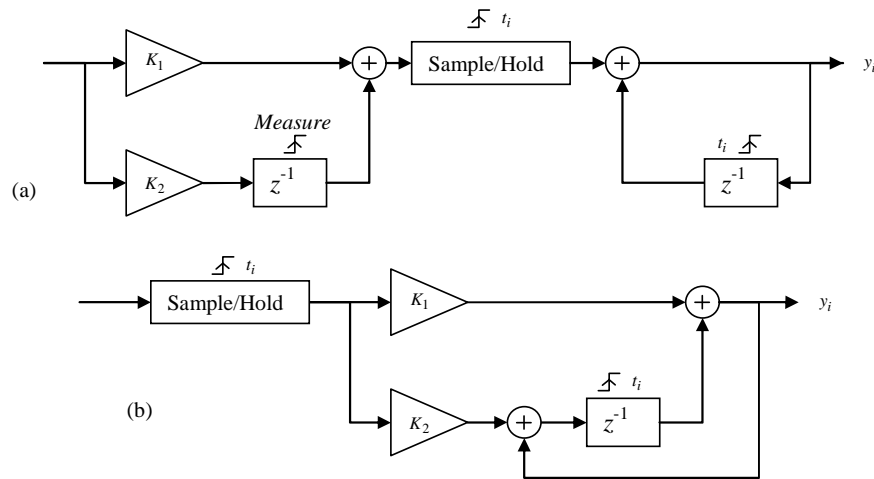 t_i
K_1
+
Sample/Hold
+
y_i
Measure
K_2
z^{-1}
t_i
z^{-1}
(a)
t_i
Sample/Hold
K_1
+
y_i
t_i
(b)
K_2
+
z^{-1}